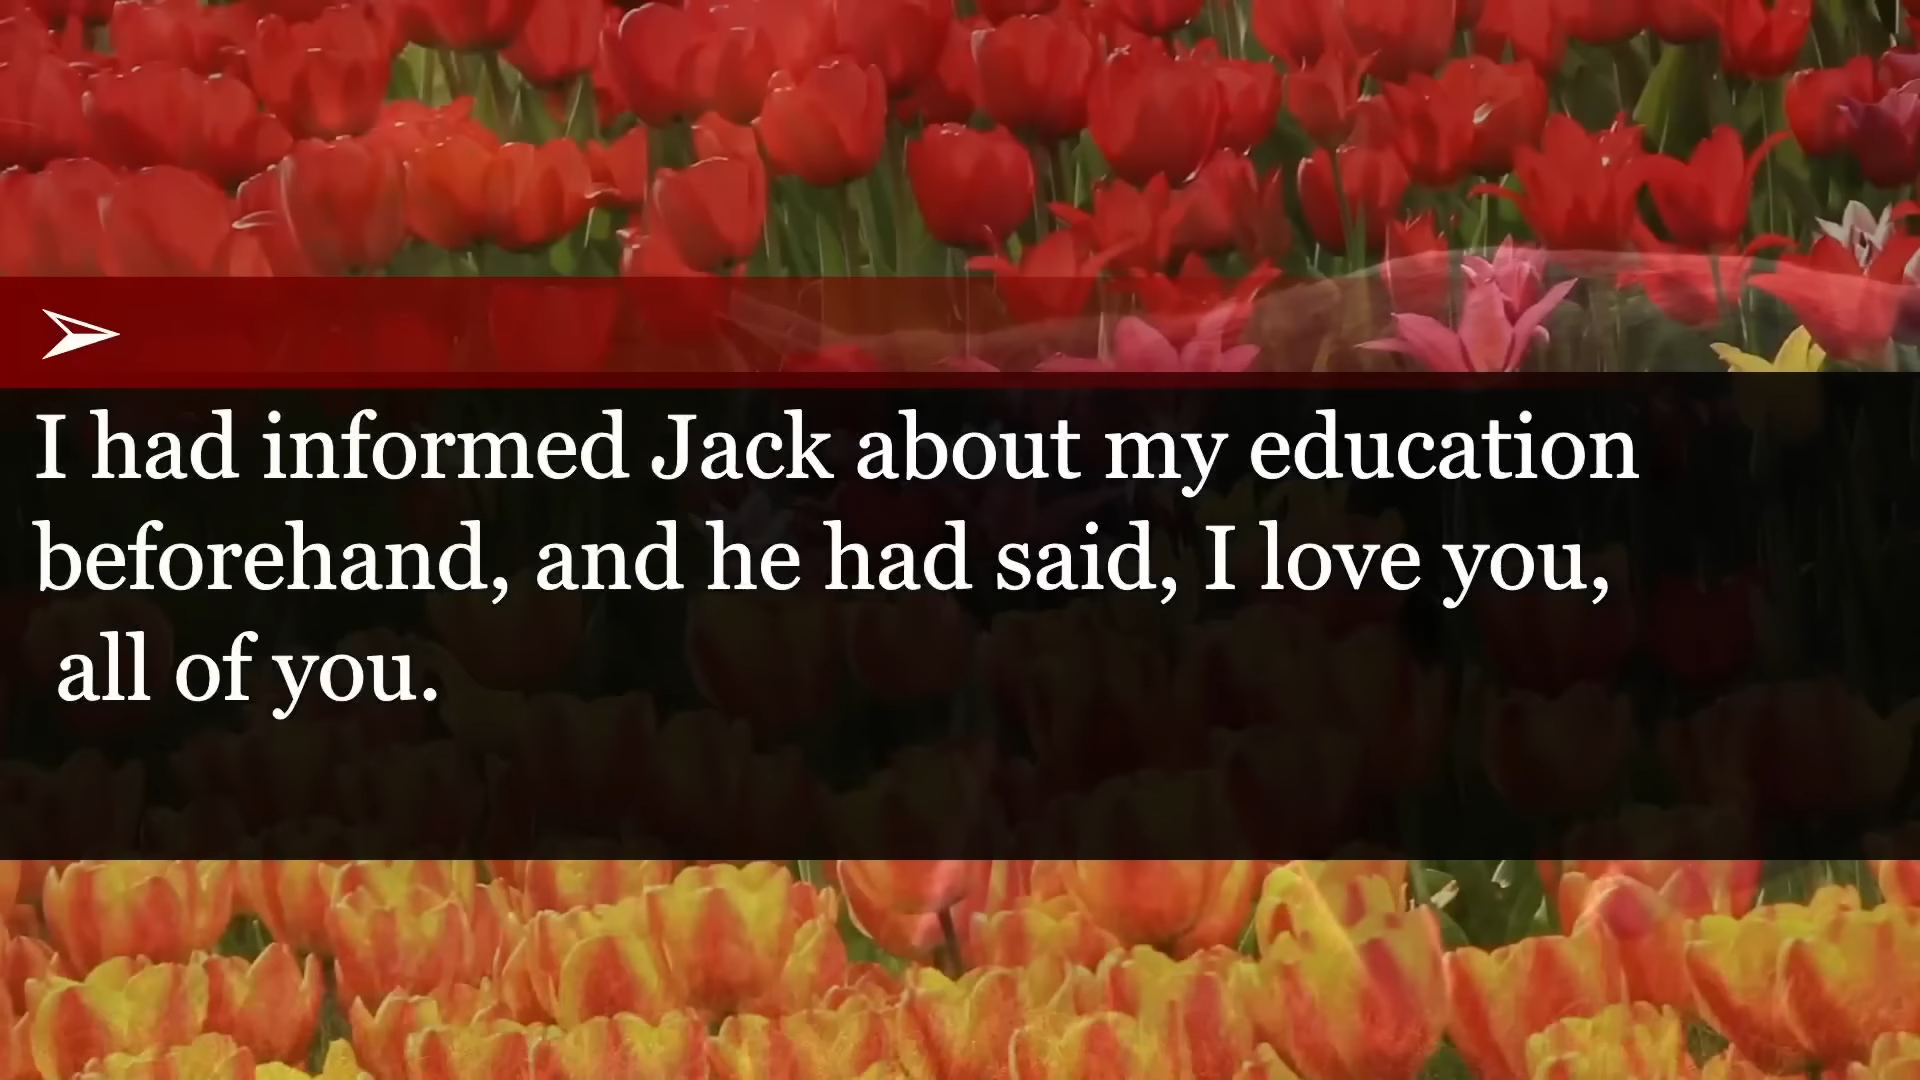 I had informed Jack about my education
beforehand, and he had said, I love you,
all of you.